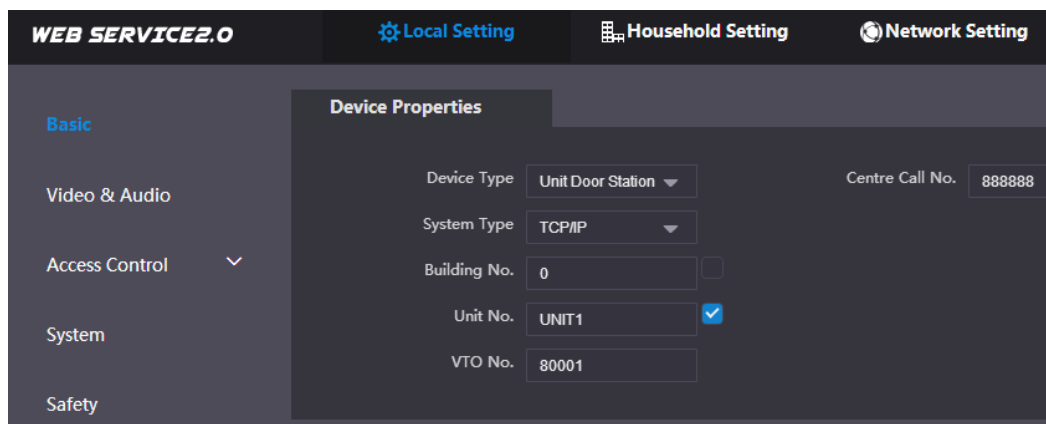 WEB SERVICE2.0
Local Setting
Household Setting
Network Setting
Basic
Video & Audio
Access Control
System
Safety
Device Properties
Device Type Unit Door Station
Centre Call No. 888888
System Type TCP/IP
Building No. 0
Unit No. UNIT1
VTO No. 80001